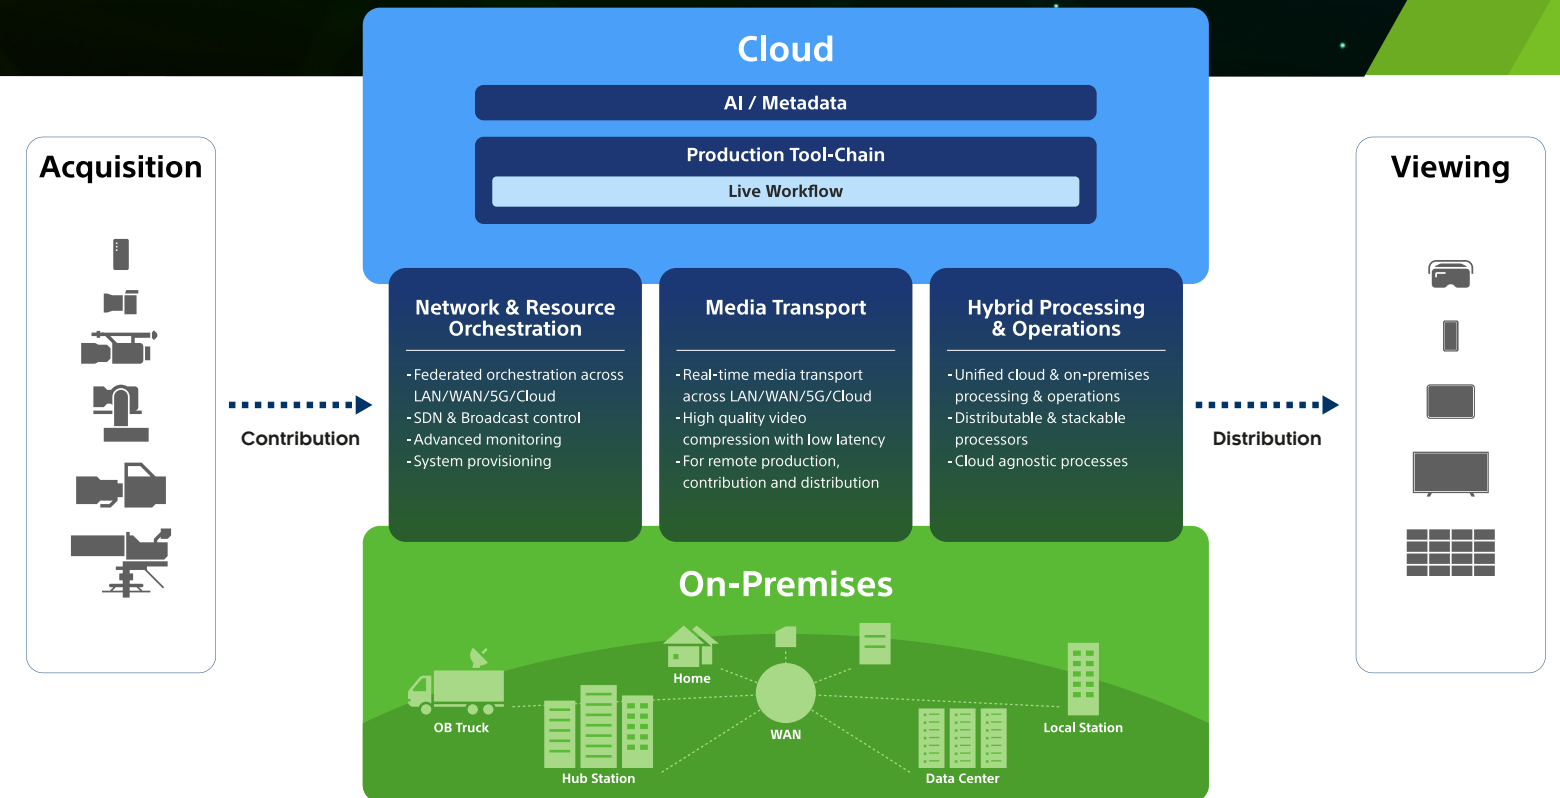 Cloud
AI / Metadata
Production Tool-Chain
Live Workflow
Acquisition
Contribution
Network & Resource
Orchestration
-Federated orchestration across
LAN/WAN/5G/Cloud
-SDN & Broadcast control
-Advanced monitoring
-System provisioning
Media Transport
-Real-time media transport
across LAN/WAN/5G/Cloud
-High quality video
compression with low latency
-For remote production,
contribution and distribution
Hybrid Processing
& Operations
-Unified cloud & on-premises
processing & operations
-Distributable & stackable
processors
-Cloud agnostic processes
Distribution
Viewing
On-Premises
OB Truck
Hub Station
Home
WAN
Data Center
Local Station